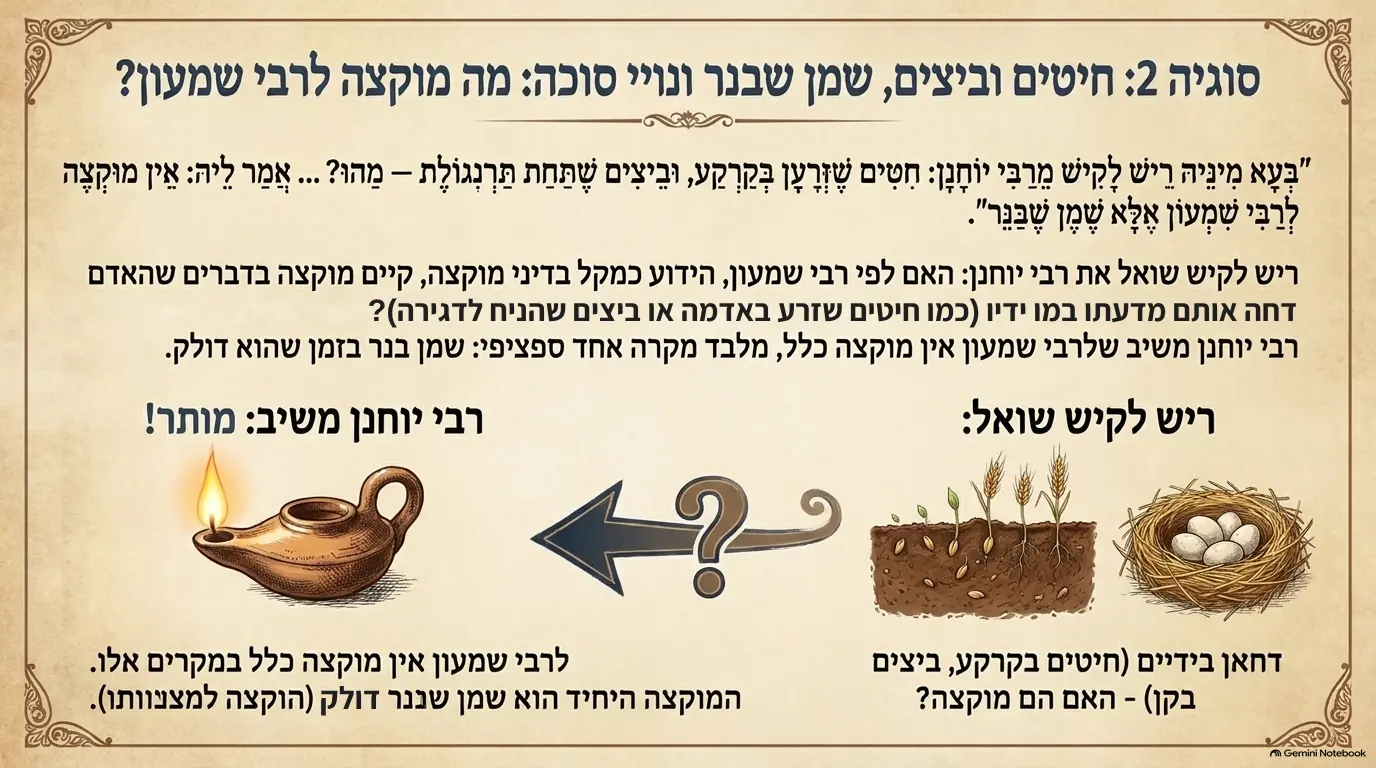 סוגיה 2: חיטים וביצים, שמן שבנר ונויי סוכה: מה מוקצה לרבי שמעון?
"בְּעָא מִינֵּיהּ רֵישׁ לָקִישׁ מֵרַבִּי יוֹחָנָן: חִטִּים שֶׁזְּרָעָן בְּקַרְקַע, וּבֵיצִים שֶׁתַּחַת תַּרְנְגוֹלֶת – מַהוּ? ... אֲמַר לֵיהּ: אֵין מוּקְצֶה
לְרַבִּי שִׁמְעוֹן אֶלָּא שֶׁמֶן שֶׁבַּנֵּר".
ריש לקיש שואל את רבי יוחנן: האם לפי רבי שמעון, הידוע כמקל בדיני מוקצה, קיים מוקצה בדברים שהאדם
דחה אותם מדעתו במו ידיו (כמו חיטים שזרע באדמה או ביצים שהניח לדגירה)?
רבי יוחנן משיב שלרבי שמעון אין מוקצה כלל, מלבד מקרה אחד ספציפי: שמן בנר בזמן שהוא דולק.
ריש לקיש שואל:
דחאן בידיים (חיטים בקרקע, ביצים
בקן) - האם הם מוקצה?
רבי יוחנן משיב: מותר!
לרבי שמעון אין מוקצה כלל במקרים אלו.
המוקצה היחיד הוא שמן שבנר דולק (הוקצה למצוותו).
Gemini Notebook